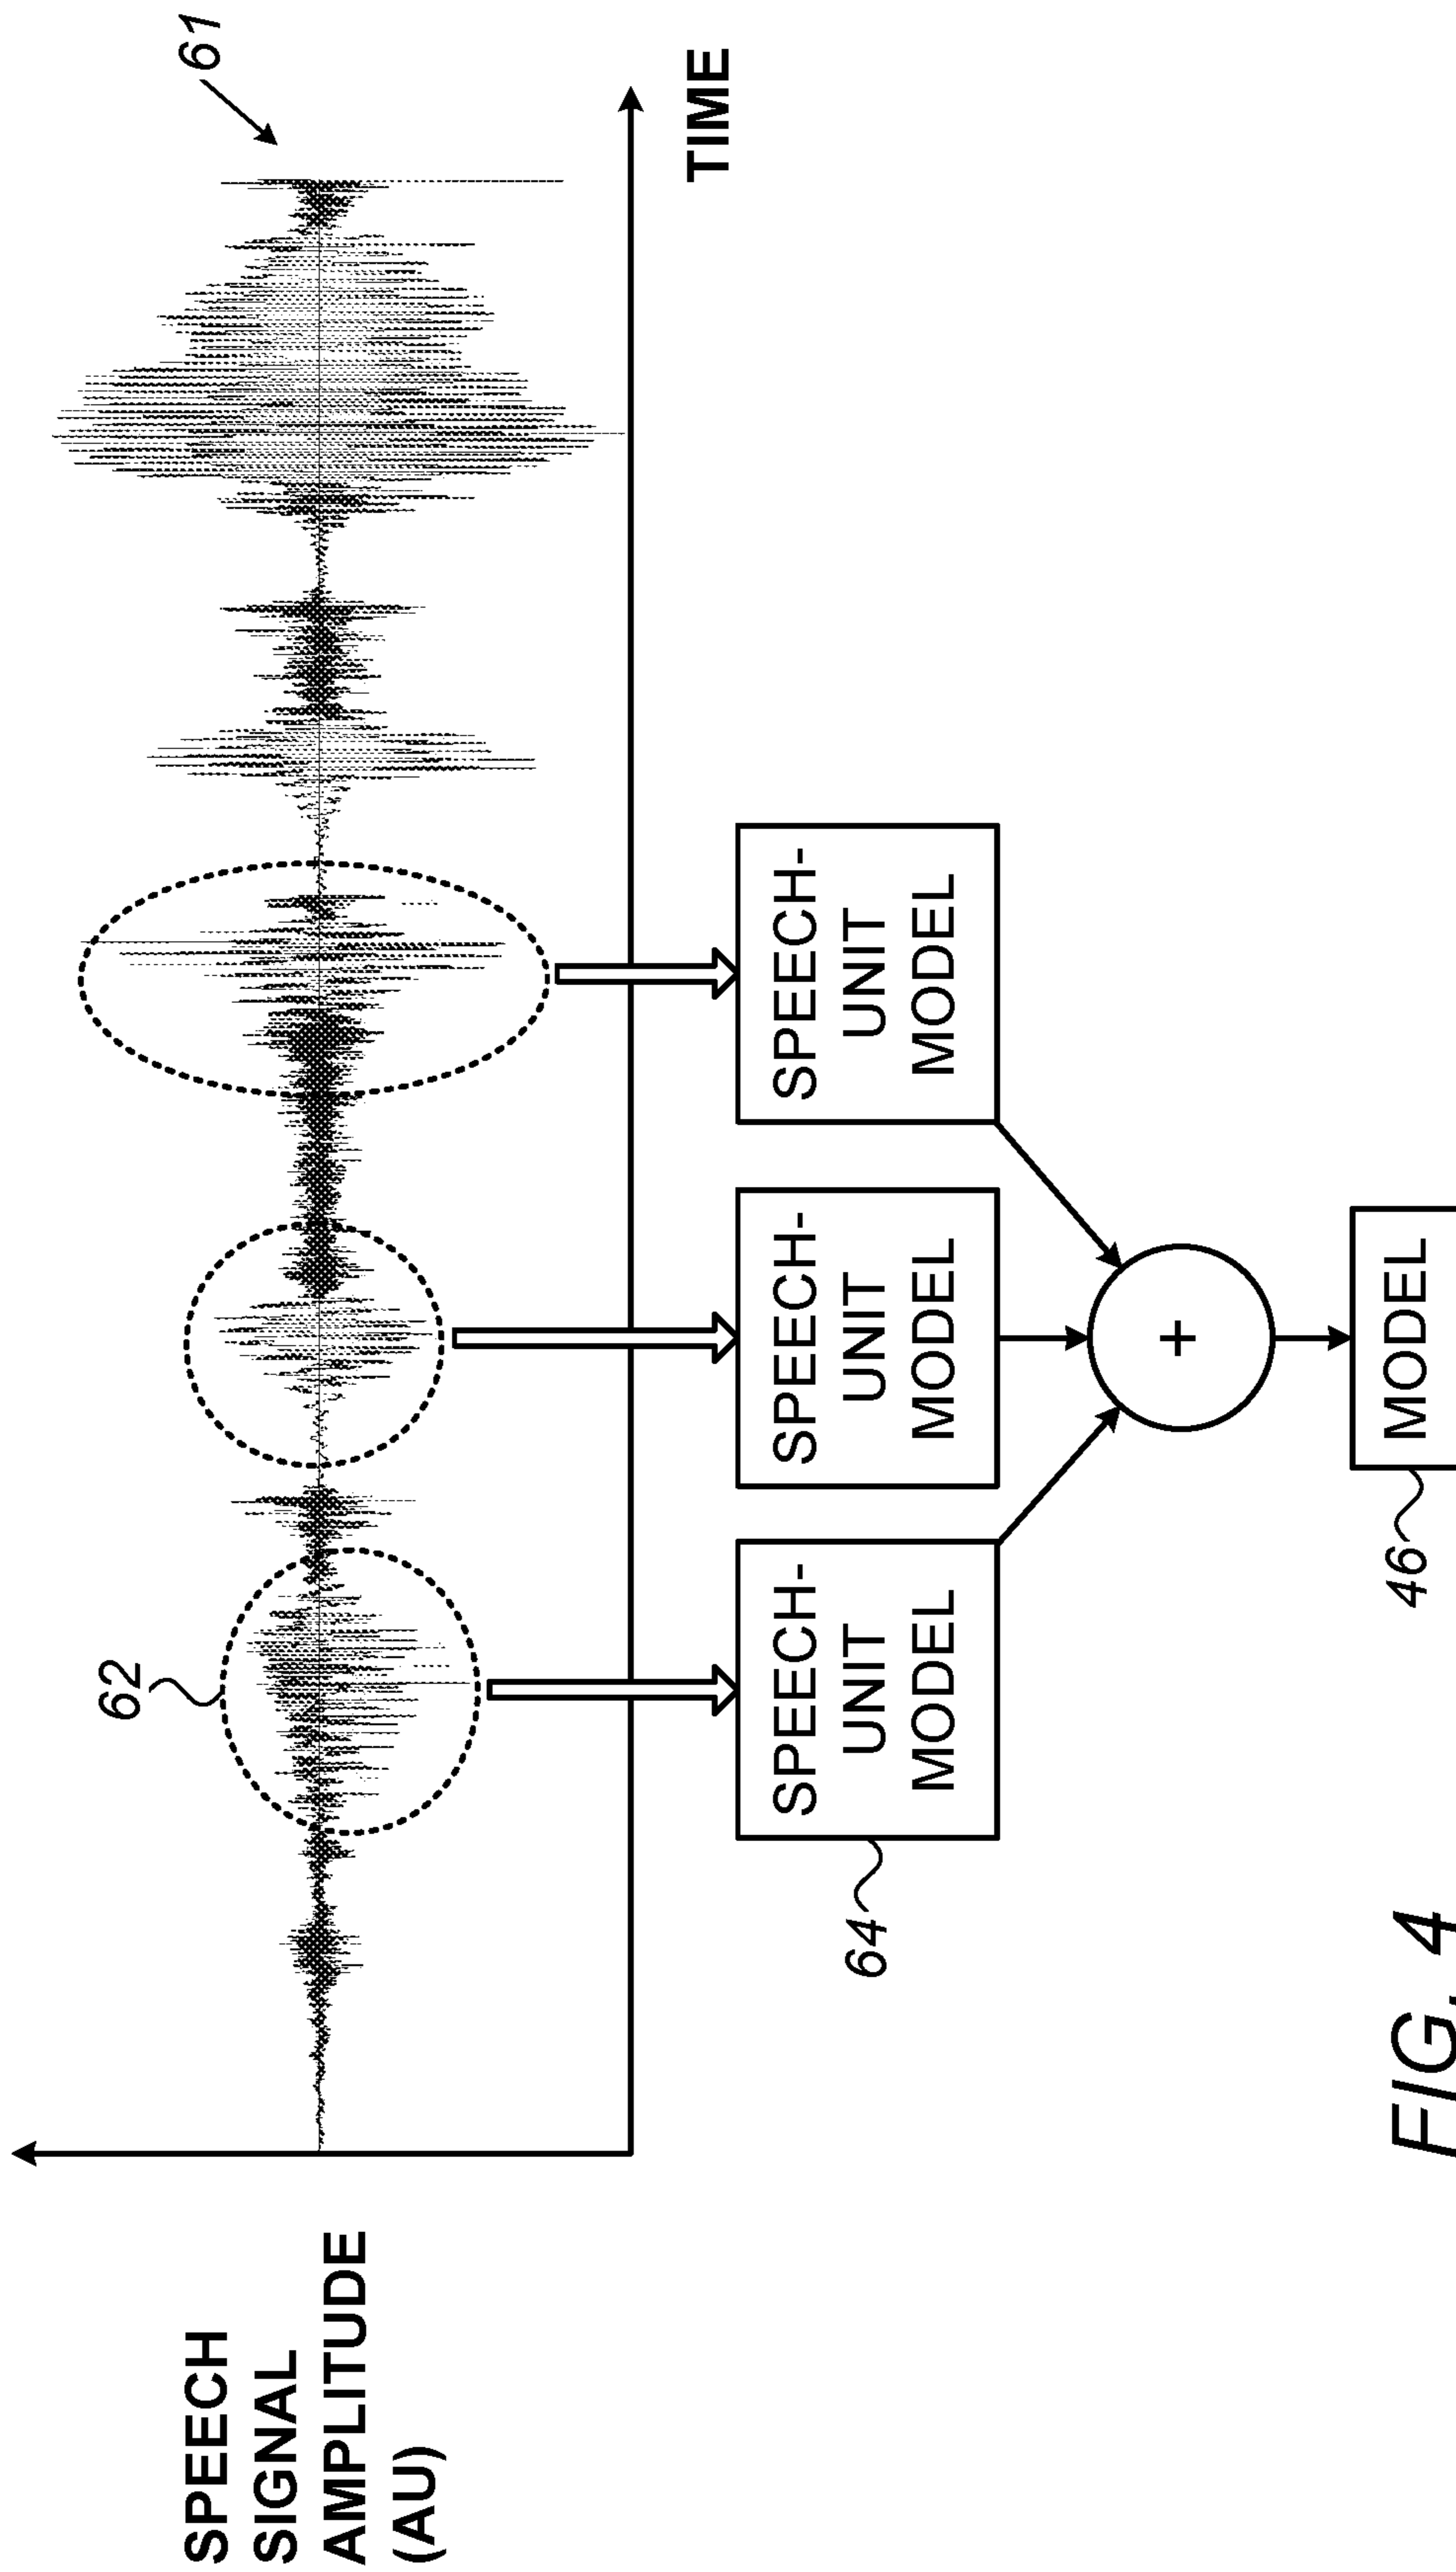 SPEECH
SIGNAL
AMPLITUDE
(AU)
61
62
TIME
64
SPEECH-
UNIT
MODEL
SPEECH-
UNIT
MODEL
SPEECH-
UNIT
MODEL
+
46
MODEL
FIG. 4